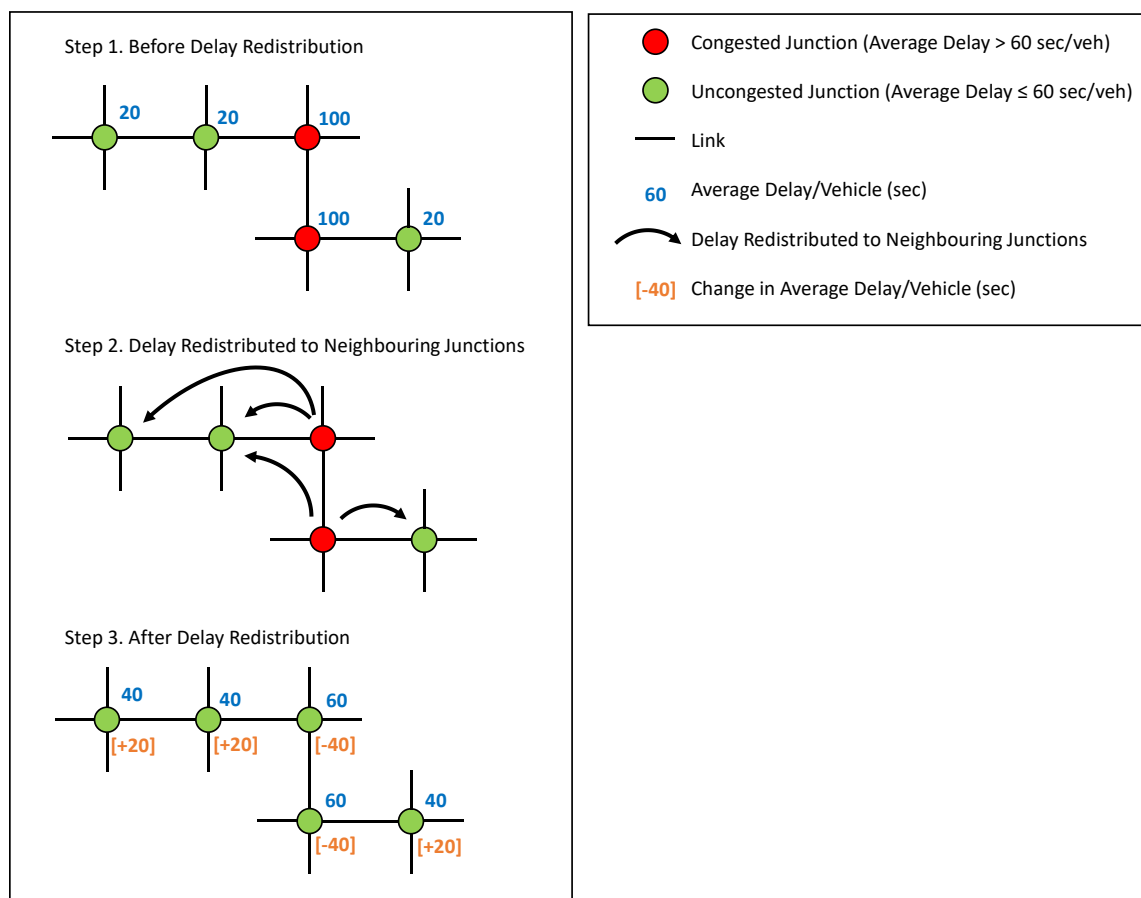 Step 1. Before Delay Redistribution
20
20
100
100
20
Step 2. Delay Redistributed to Neighbouring Junctions
Step 3. After Delay Redistribution
40
40
60
[+20]
[+20]
[-40]
60
40
[-40]
[+20]
Congested Junction (Average Delay > 60 sec/veh)
Uncongested Junction (Average Delay ≤ 60 sec/veh)
Link
60 Average Delay/Vehicle (sec)
Delay Redistributed to Neighbouring Junctions
[-40] Change in Average Delay/Vehicle (sec)